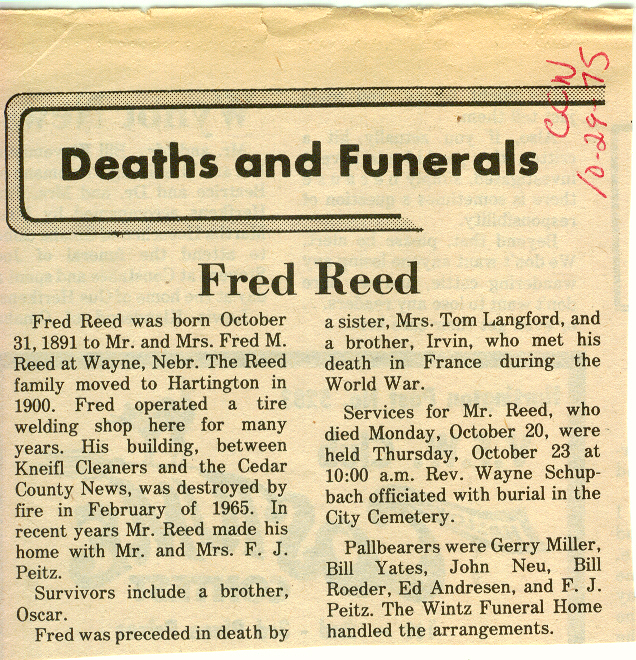 CCN
10-29-75
Deaths and Funerals
Fred Reed
Fred Reed was born October
31, 1891 to Mr. and Mrs. Fred M.
Reed at Wayne, Nebr. The Reed
family moved to Hartington in
1900. Fred operated a tire
welding shop here for many
years. His building, between
Kneifl Cleaners and the Cedar
County News, was destroyed by
fire in February of 1965. In
recent years Mr. Reed made his
home with Mr. and Mrs. F. J.
Peitz.
Survivors include a brother,
Oscar.
Fred was preceded in death by
a sister, Mrs. Tom Langford, and
a brother, Irvin, who met his
death in France during the
World War.
Services for Mr. Reed, who
died Monday, October 20, were
held Thursday, October 23 at
10:00 a.m. Rev. Wayne Schup-
bach officiated with burial in the
City Cemetery.
Pallbearers were Gerry Miller,
Bill Yates, John Neu, Bill
Roeder, Ed Andresen, and F. J.
Peitz. The Wintz Funeral Home
handled the arrangements.